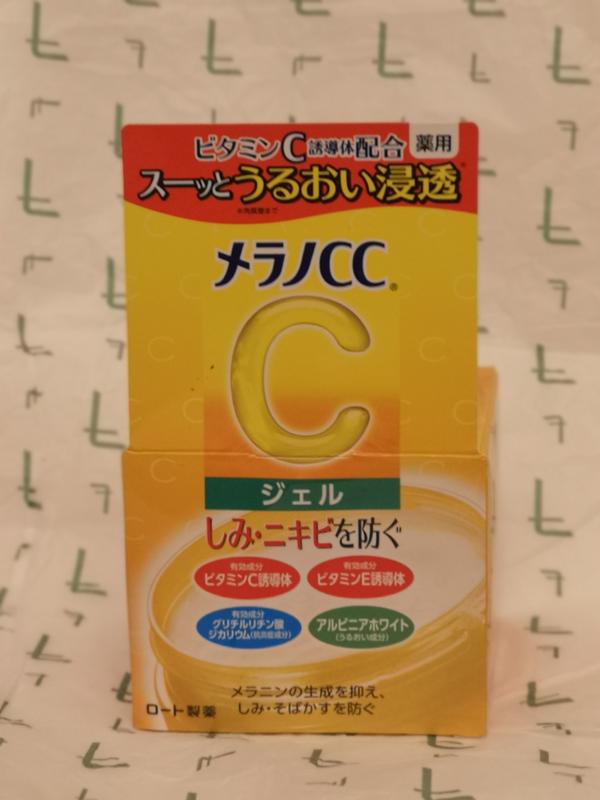 ビタミンC誘導体配合 薬用
スーッとうるおい浸透※
※角質層まで
メラノCC®
C
ジェル
しみ・ニキビを防ぐ
有効成分
ビタミンC誘導体
有効成分
ビタミンE誘導体
有効成分
グリチルリチン酸
ジカリウム(抗炎症成分)
アルピニアホワイト
(うるおい成分)
メラニンの生成を抑え、
しみ・そばかすを防ぐ
ロート製薬